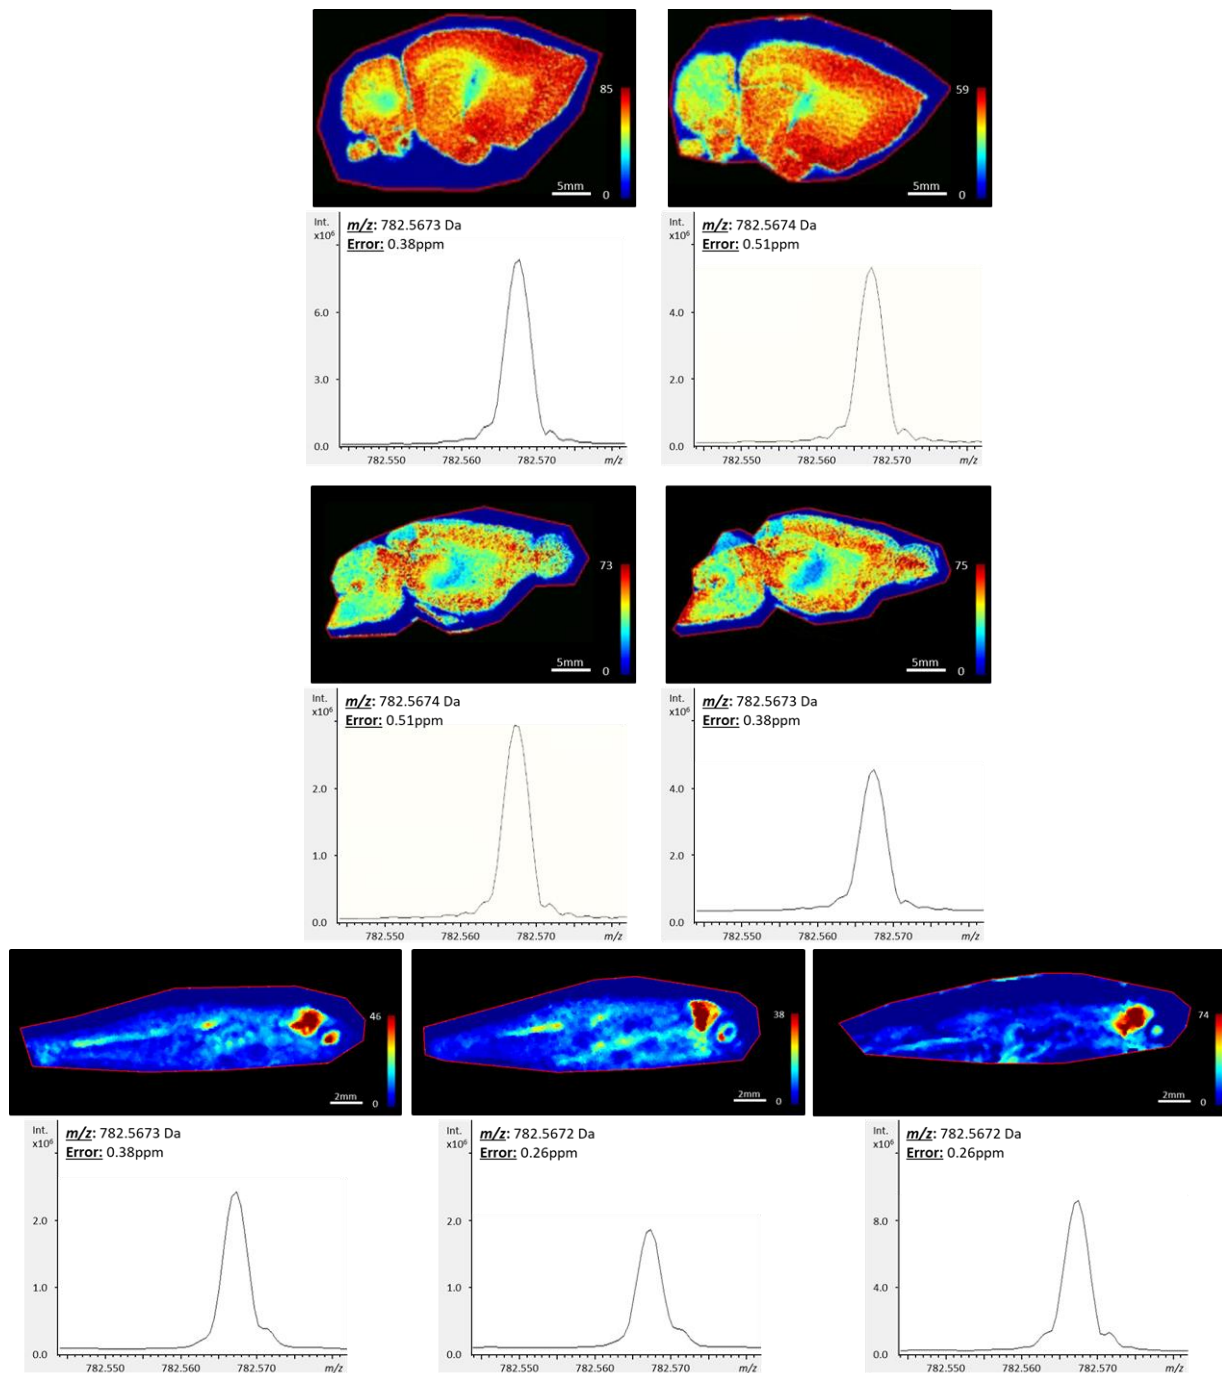 85
0
5mm
59
0
5mm
Int.
x10⁶
m/z: 782.5673 Da
Error: 0.38ppm
6.0
3.0
0.0
782.550 782.560 782.570 m/z
Int.
x10⁶
m/z: 782.5674 Da
Error: 0.51ppm
4.0
2.0
0.0
782.550 782.560 782.570 m/z
73
0
5mm
75
0
5mm
Int.
x10⁶
m/z: 782.5674 Da
Error: 0.51ppm
2.0
1.0
0.0
782.550 782.560 782.570 m/z
Int.
x10⁶
m/z: 782.5673 Da
Error: 0.38ppm
4.0
2.0
0.0
782.550 782.560 782.570 m/z
46
0
2mm
38
0
2mm
74
0
2mm
Int.
x10⁶
m/z: 782.5673 Da
Error: 0.38ppm
2.0
1.0
0.0
782.550 782.560 782.570 m/z
Int.
x10⁶
m/z: 782.5672 Da
Error: 0.26ppm
2.0
1.0
0.0
782.550 782.560 782.570 m/z
Int.
x10⁶
m/z: 782.5672 Da
Error: 0.26ppm
8.0
4.0
0.0
782.550 782.560 782.570 m/z